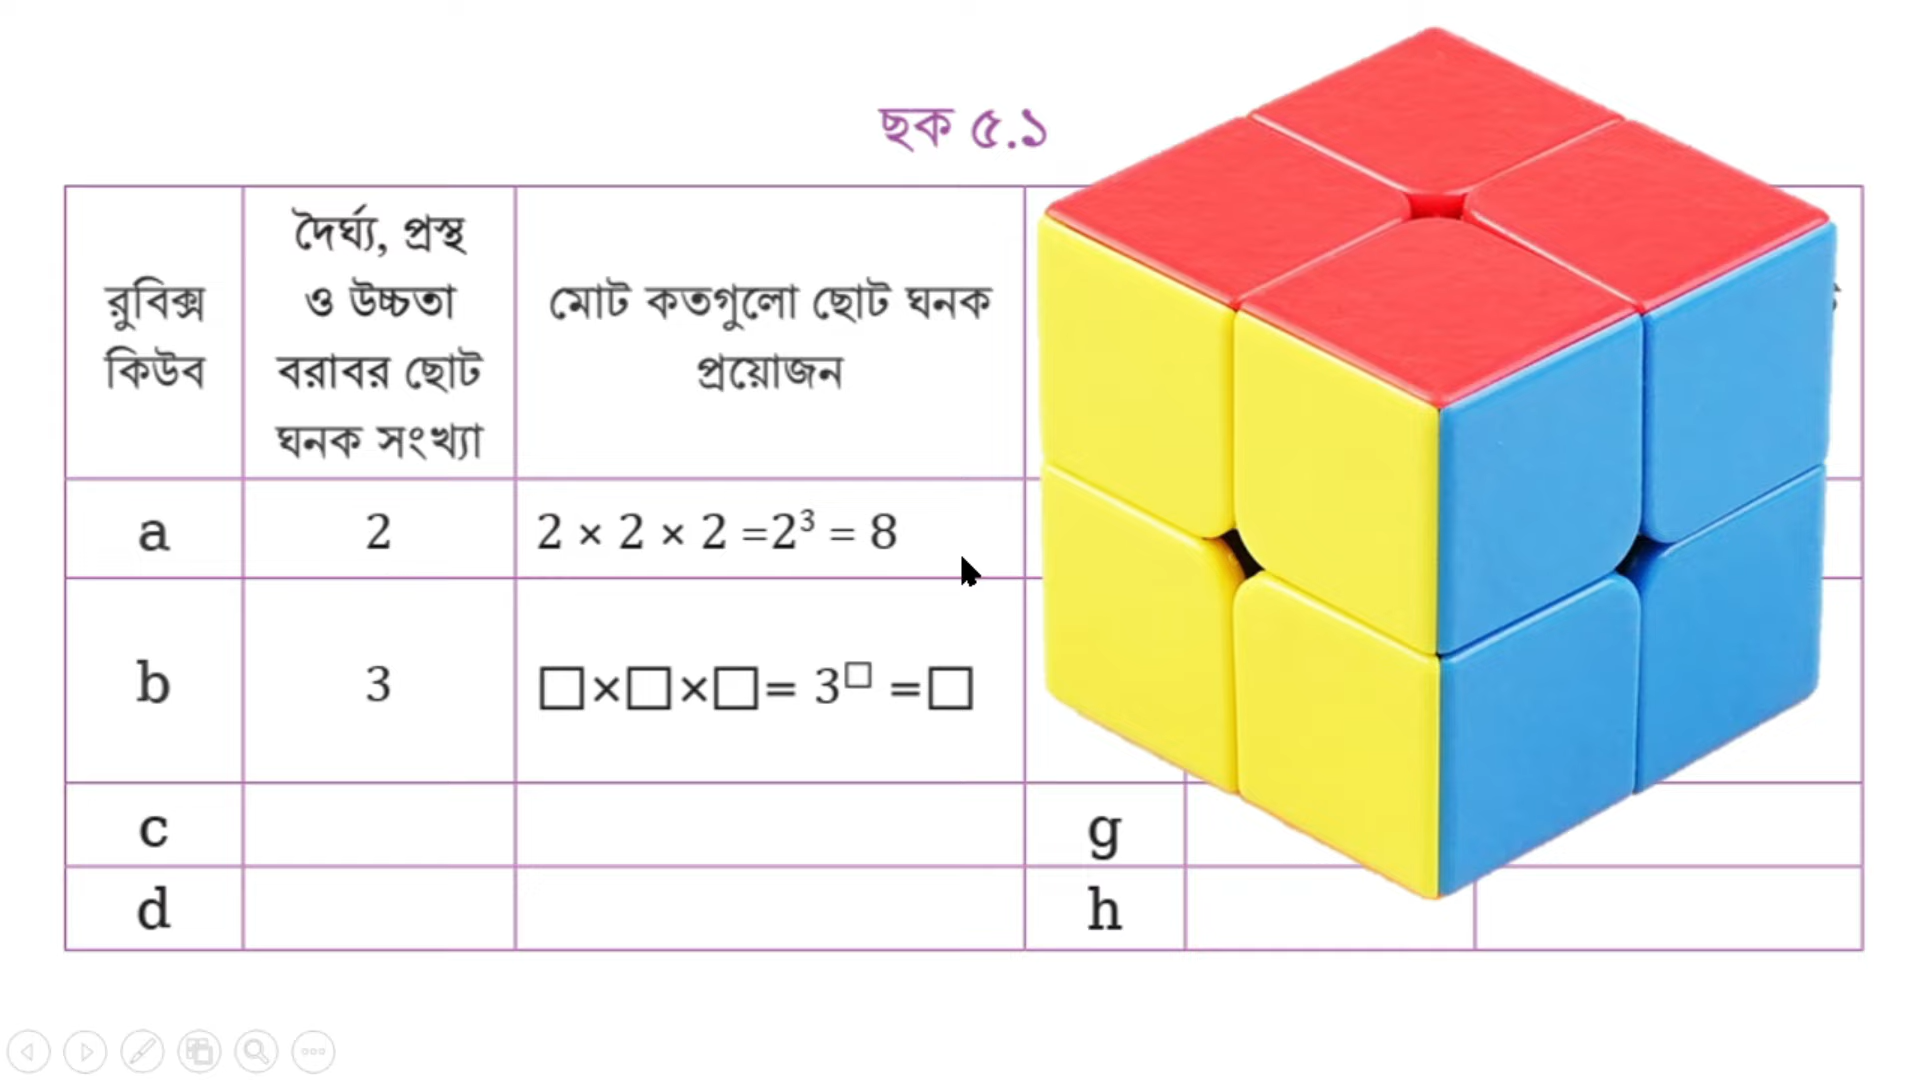 ছক ৫.১
রুবিক্স
কিউব
দৈর্ঘ্য, প্রস্থ
ও উচ্চতা
বরাবর ছোট
ঘনক সংখ্যা
মোট কতগুলো ছোট ঘনক
প্রয়োজন
a
2
2 × 2 × 2 =2³ = 8
b
3
□×□×□= 3^□ =□
c
g
d
h